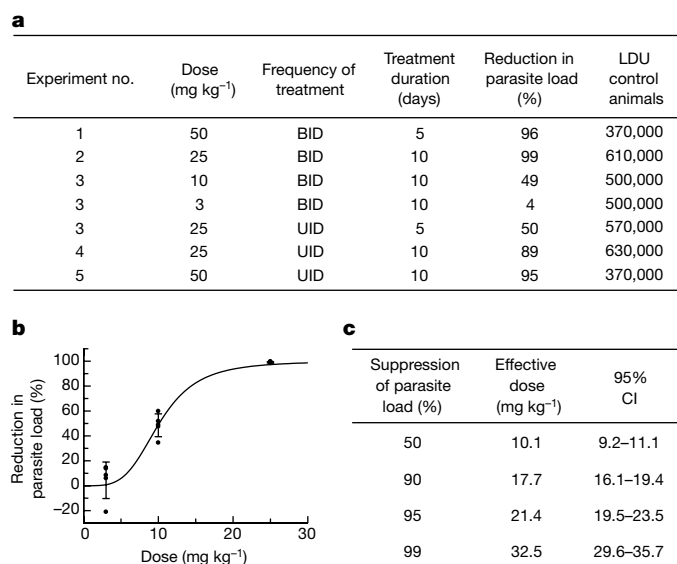 a
Experiment no.
Dose
(mg kg⁻¹)
Frequency of
treatment
Treatment
duration
(days)
Reduction in
parasite load
(%)
LDU
control
animals
1 50 BID 5 96 370,000
2 25 BID 10 99 610,000
3 10 BID 10 49 500,000
3 3 BID 10 4 500,000
3 25 UID 5 50 570,000
4 25 UID 10 89 630,000
5 50 UID 10 95 370,000
b
Reduction in
parasite load (%)
100
80
60
40
20
0
–20
0 10 20 30
Dose (mg kg⁻¹)
c
Suppression
of parasite
load (%)
Effective
dose
(mg kg⁻¹)
95%
CI
50 10.1 9.2–11.1
90 17.7 16.1–19.4
95 21.4 19.5–23.5
99 32.5 29.6–35.7